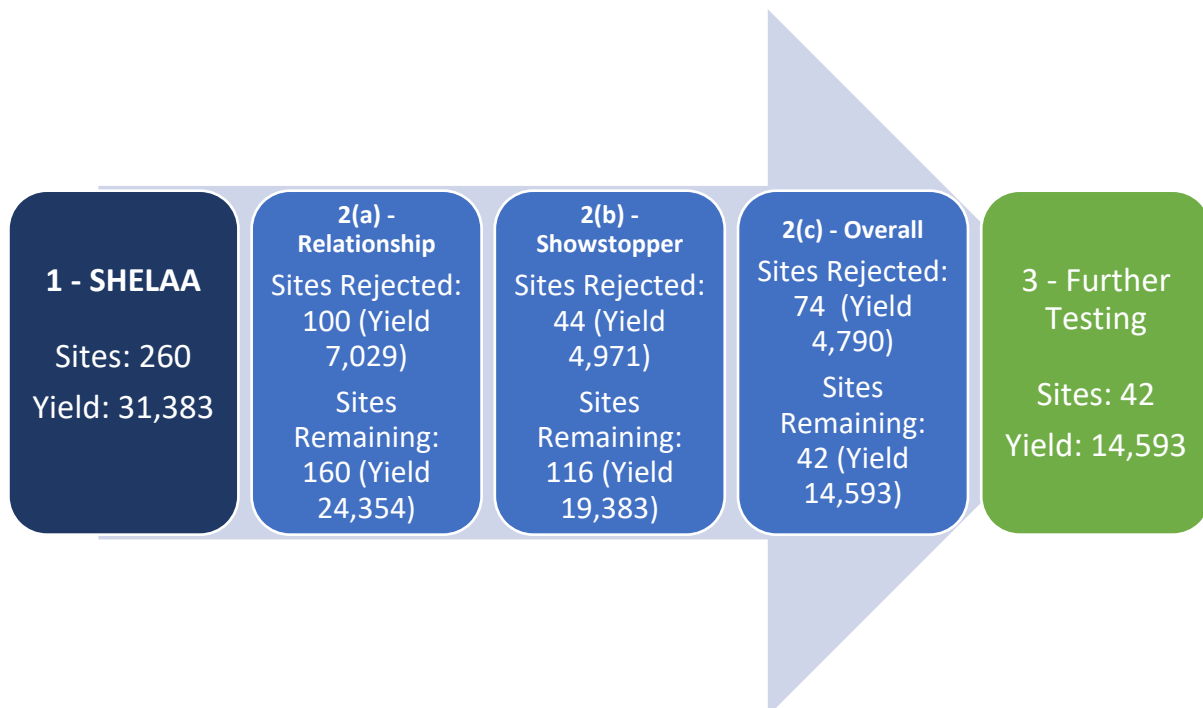 1 - SHELAA
Sites: 260
Yield: 31,383
2(a) -
Relationship
Sites Rejected:
100 (Yield
7,029)
Sites
Remaining:
160 (Yield
24,354)
2(b) -
Showstopper
Sites Rejected:
44 (Yield
4,971)
Sites
Remaining:
116 (Yield
19,383)
2(c) - Overall
Sites Rejected:
74 (Yield
4,790)
Sites
Remaining:
42 (Yield
14,593)
3 - Further
Testing
Sites: 42
Yield: 14,593